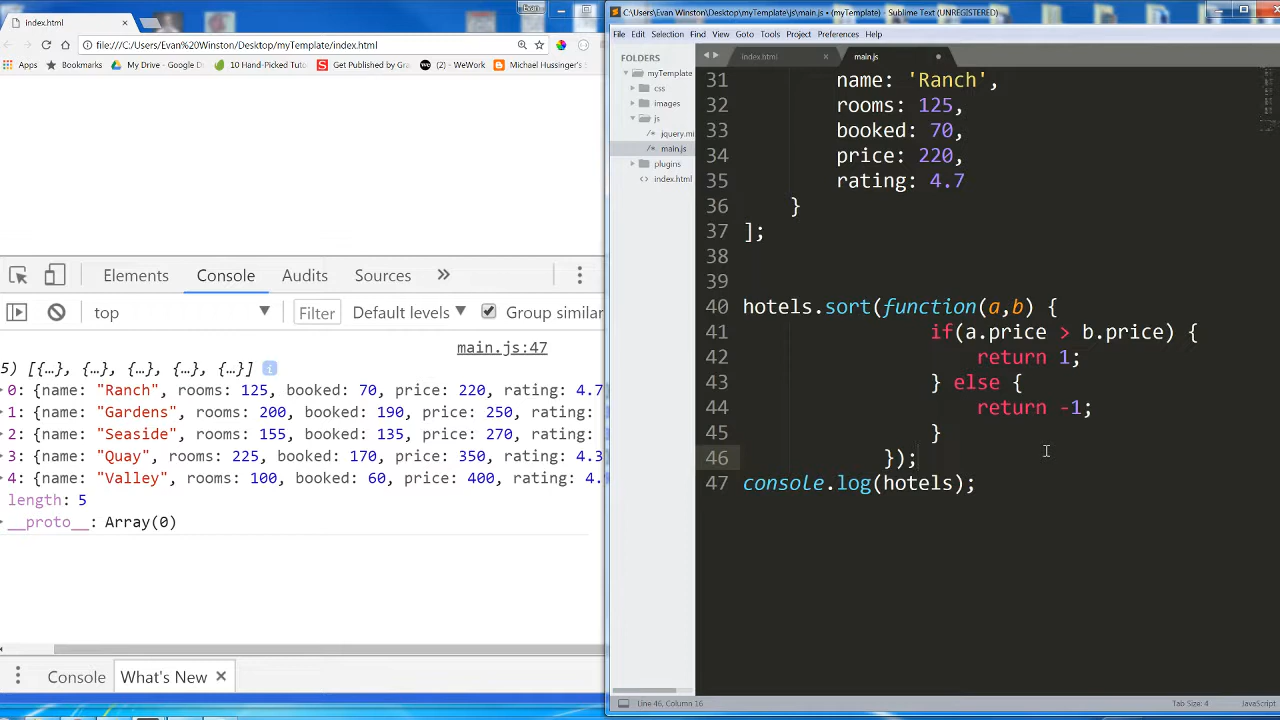 index.html
Evan
file:///C:/Users/Evan%20Winston/Desktop/myTemplate/index.html
Apps
Bookmarks
My Drive - Google D
10 Hand-Picked Tuto
Get Published by Gra
(2) - WeWork
Michael Hussinger's
Elements
Console
Audits
Sources
top
Filter
Default levels
Group similar
main.js:47
5) [{…}, {…}, {…}, {…}, {…}]
0: {name: "Ranch", rooms: 125, booked: 70, price: 220, rating: 4.7
1: {name: "Gardens", rooms: 200, booked: 190, price: 250, rating:
2: {name: "Seaside", rooms: 155, booked: 135, price: 270, rating:
3: {name: "Quay", rooms: 225, booked: 170, price: 350, rating: 4.3
4: {name: "Valley", rooms: 100, booked: 60, price: 400, rating: 4.
length: 5
__proto__: Array(0)
Console
What's New
C:\Users\Evan Winston\Desktop\myTemplate\js\main.js • (myTemplate) - Sublime Text (UNREGISTERED)
File Edit Selection Find View Goto Tools Project Preferences Help
FOLDERS
myTemplate
css
images
js
jquery.mi
main.js
plugins
index.html
index.html
main.js
31 name: 'Ranch',
32 rooms: 125,
33 booked: 70,
34 price: 220,
35 rating: 4.7
36 }
37 ];
38
39
40 hotels.sort(function(a,b) {
41 if(a.price > b.price) {
42 return 1;
43 } else {
44 return -1;
45 }
46 });
47 console.log(hotels);
Line 46, Column 16
Tab Size: 4
JavaScript